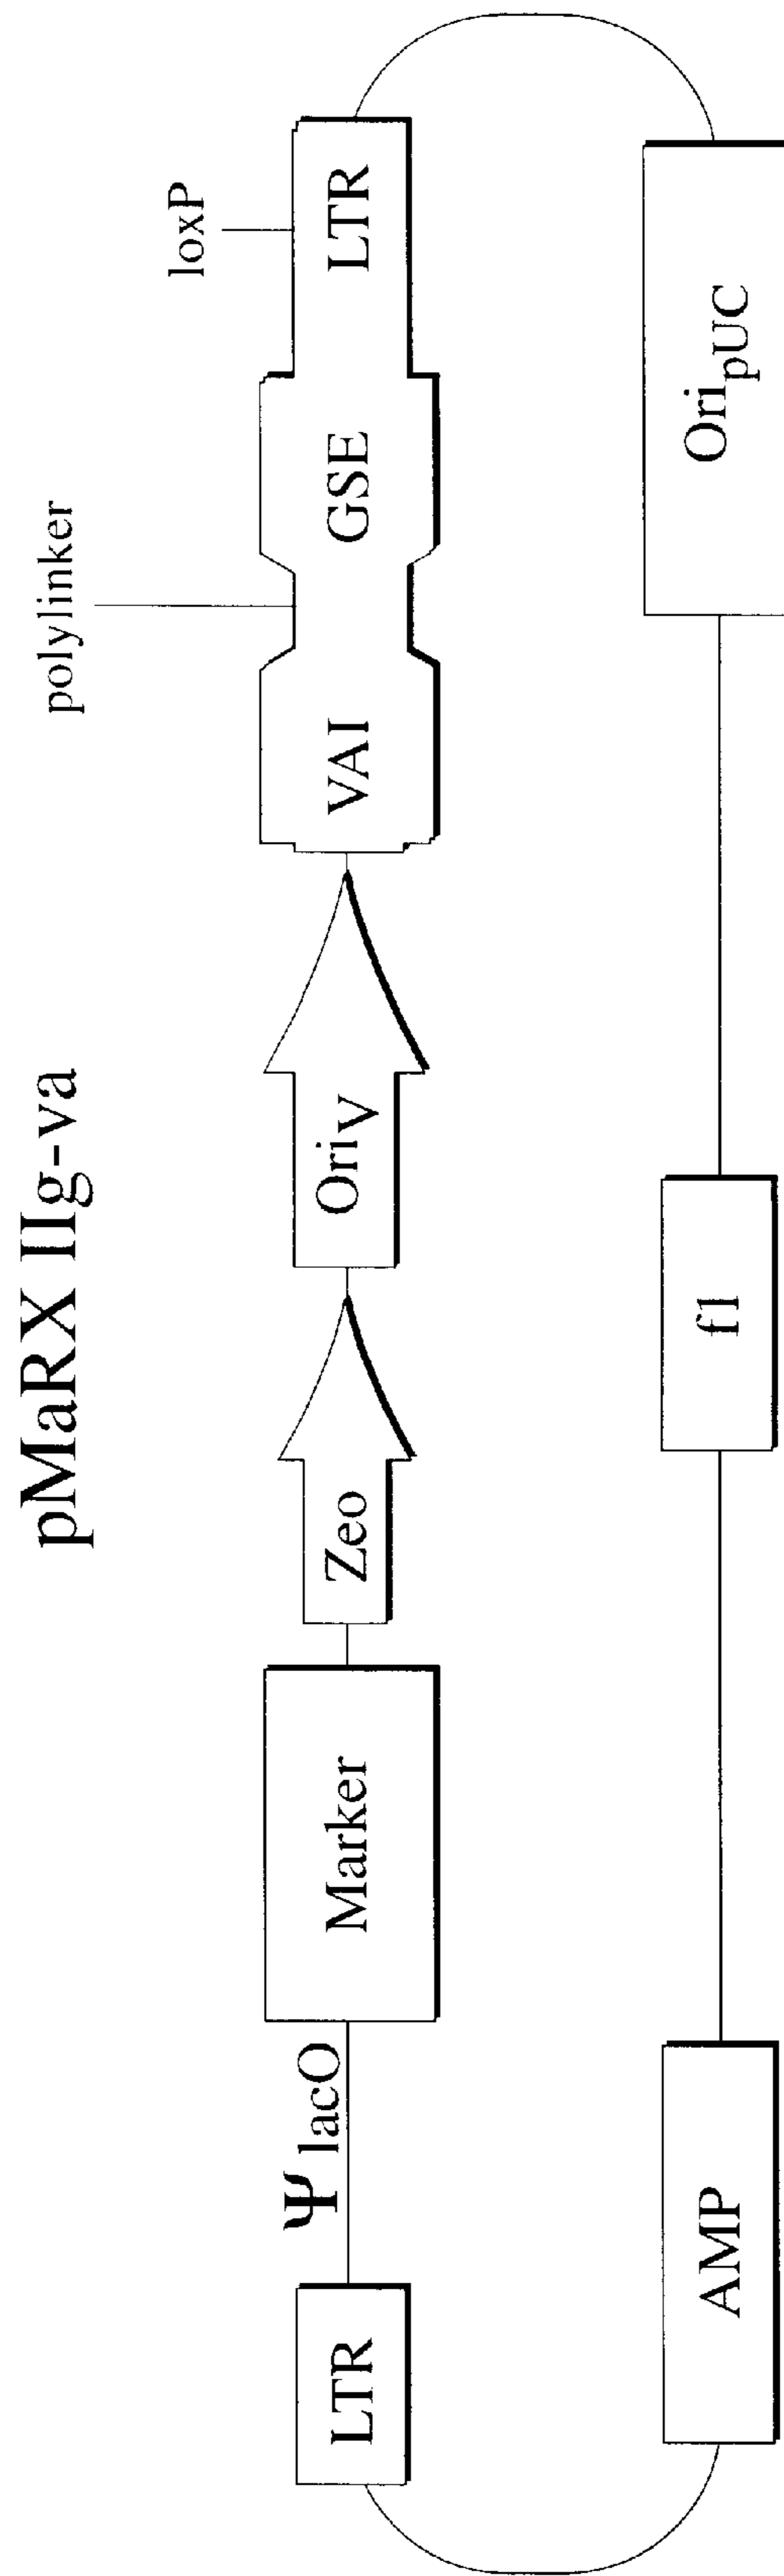 pMaRX IIg-va
polylinker
loxP
LTR
Ψ lacO
Marker
Zeo
OriV
VAI
GSE
LTR
AMP
f1
OripUC